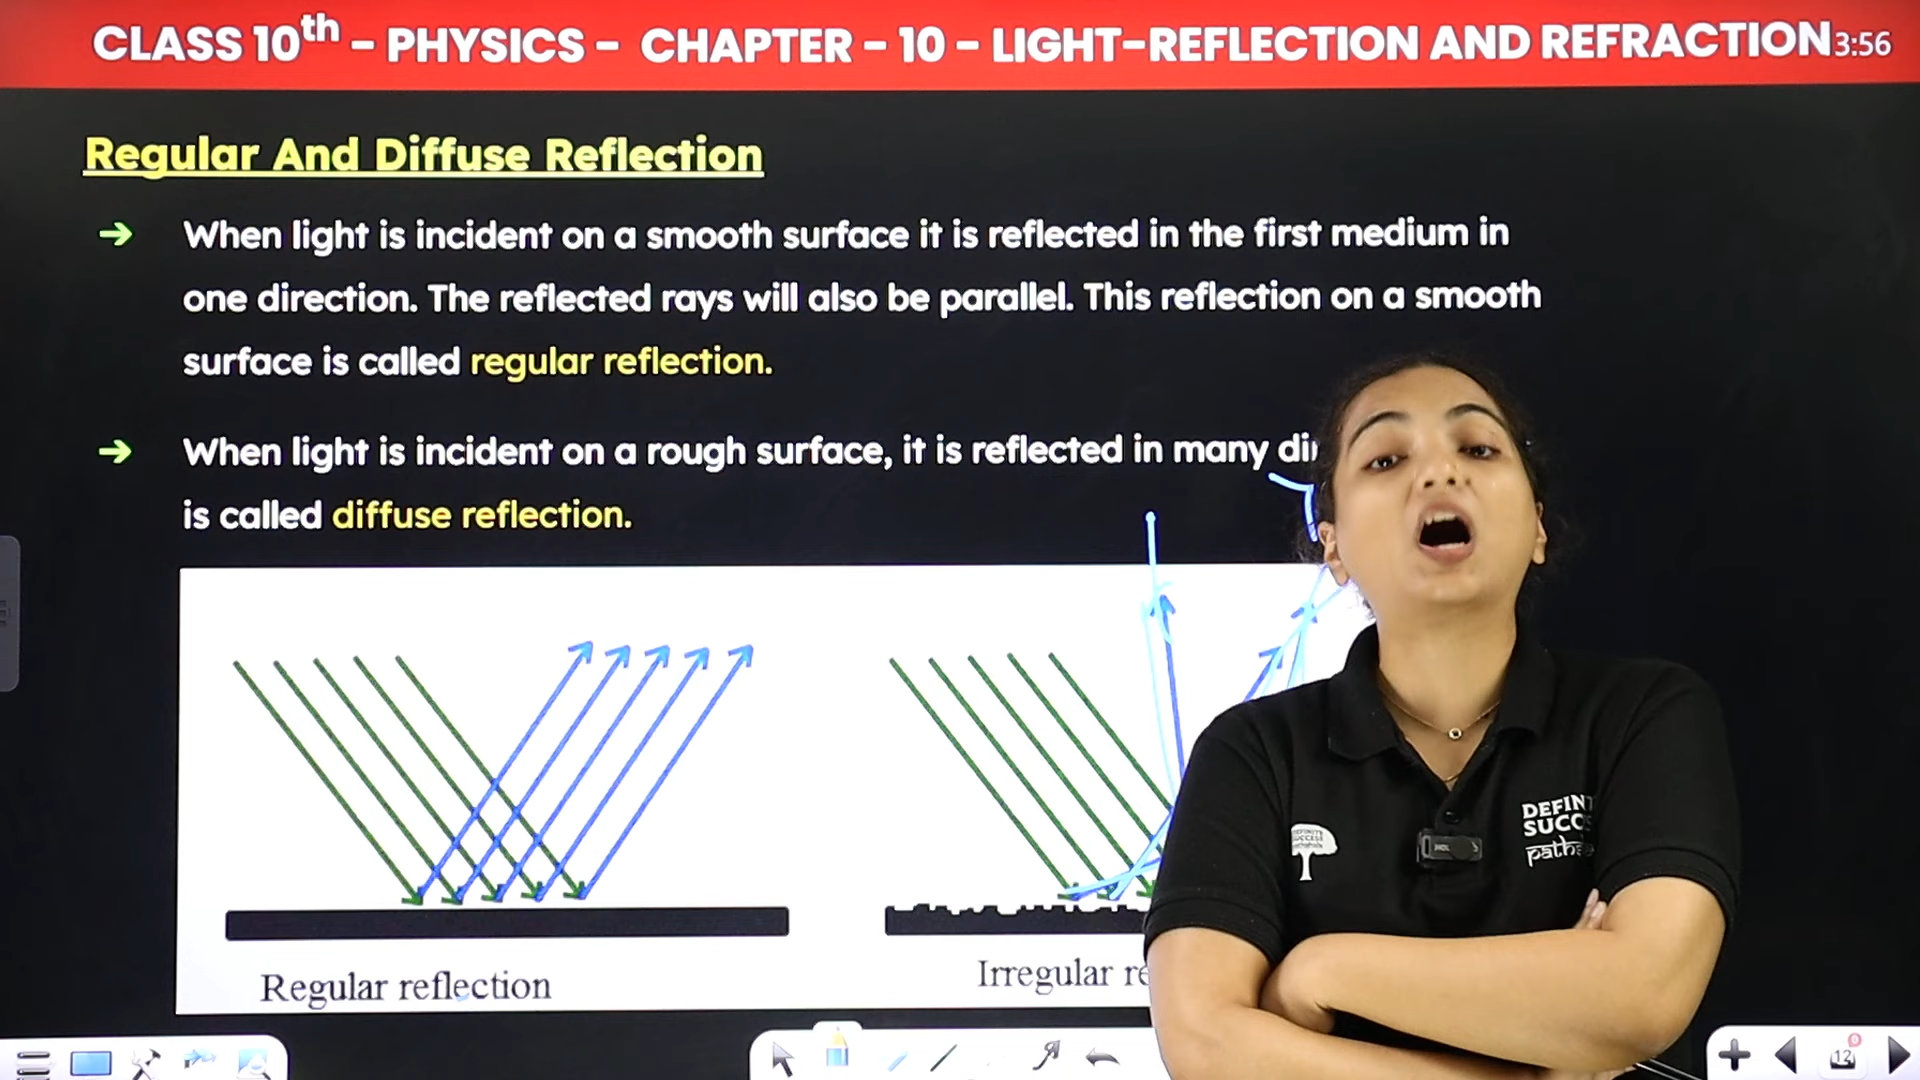 CLASS 10th - PHYSICS - CHAPTER - 10 - LIGHT-REFLECTION AND REFRACTION 3:56
Regular And Diffuse Reflection
➔ When light is incident on a smooth surface it is reflected in the first medium in
one direction. The reflected rays will also be parallel. This reflection on a smooth
surface is called regular reflection.
➔ When light is incident on a rough surface, it is reflected in many
is called diffuse reflection.
Regular reflection
Irregular
DEFINITE
SUCCESS
12